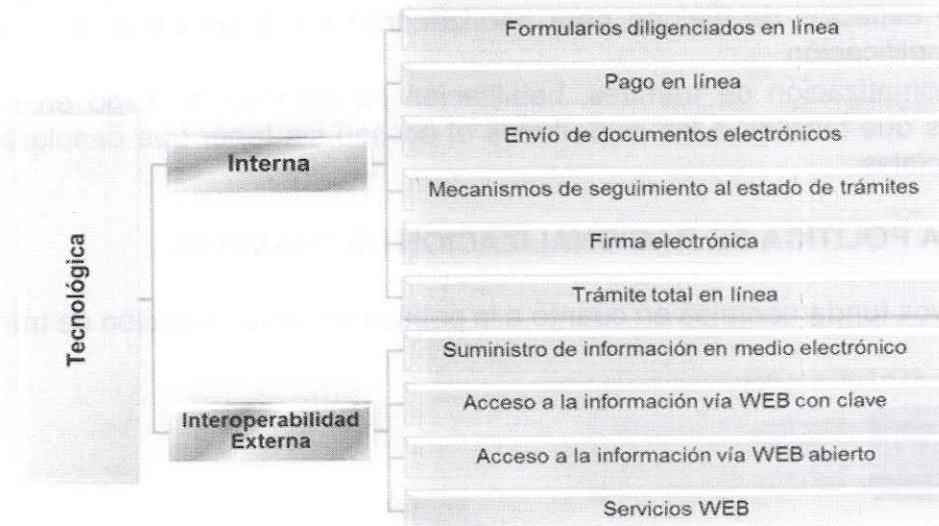 Tecnológica
Interna
Formularios diligenciados en línea
Pago en línea
Envío de documentos electrónicos
Mecanismos de seguimiento al estado de trámites
Firma electrónica
Trámite total en línea
Interoperabilidad
Externa
Suministro de información en medio electrónico
Acceso a la información vía WEB con clave
Acceso a la información vía WEB abierto
Servicios WEB